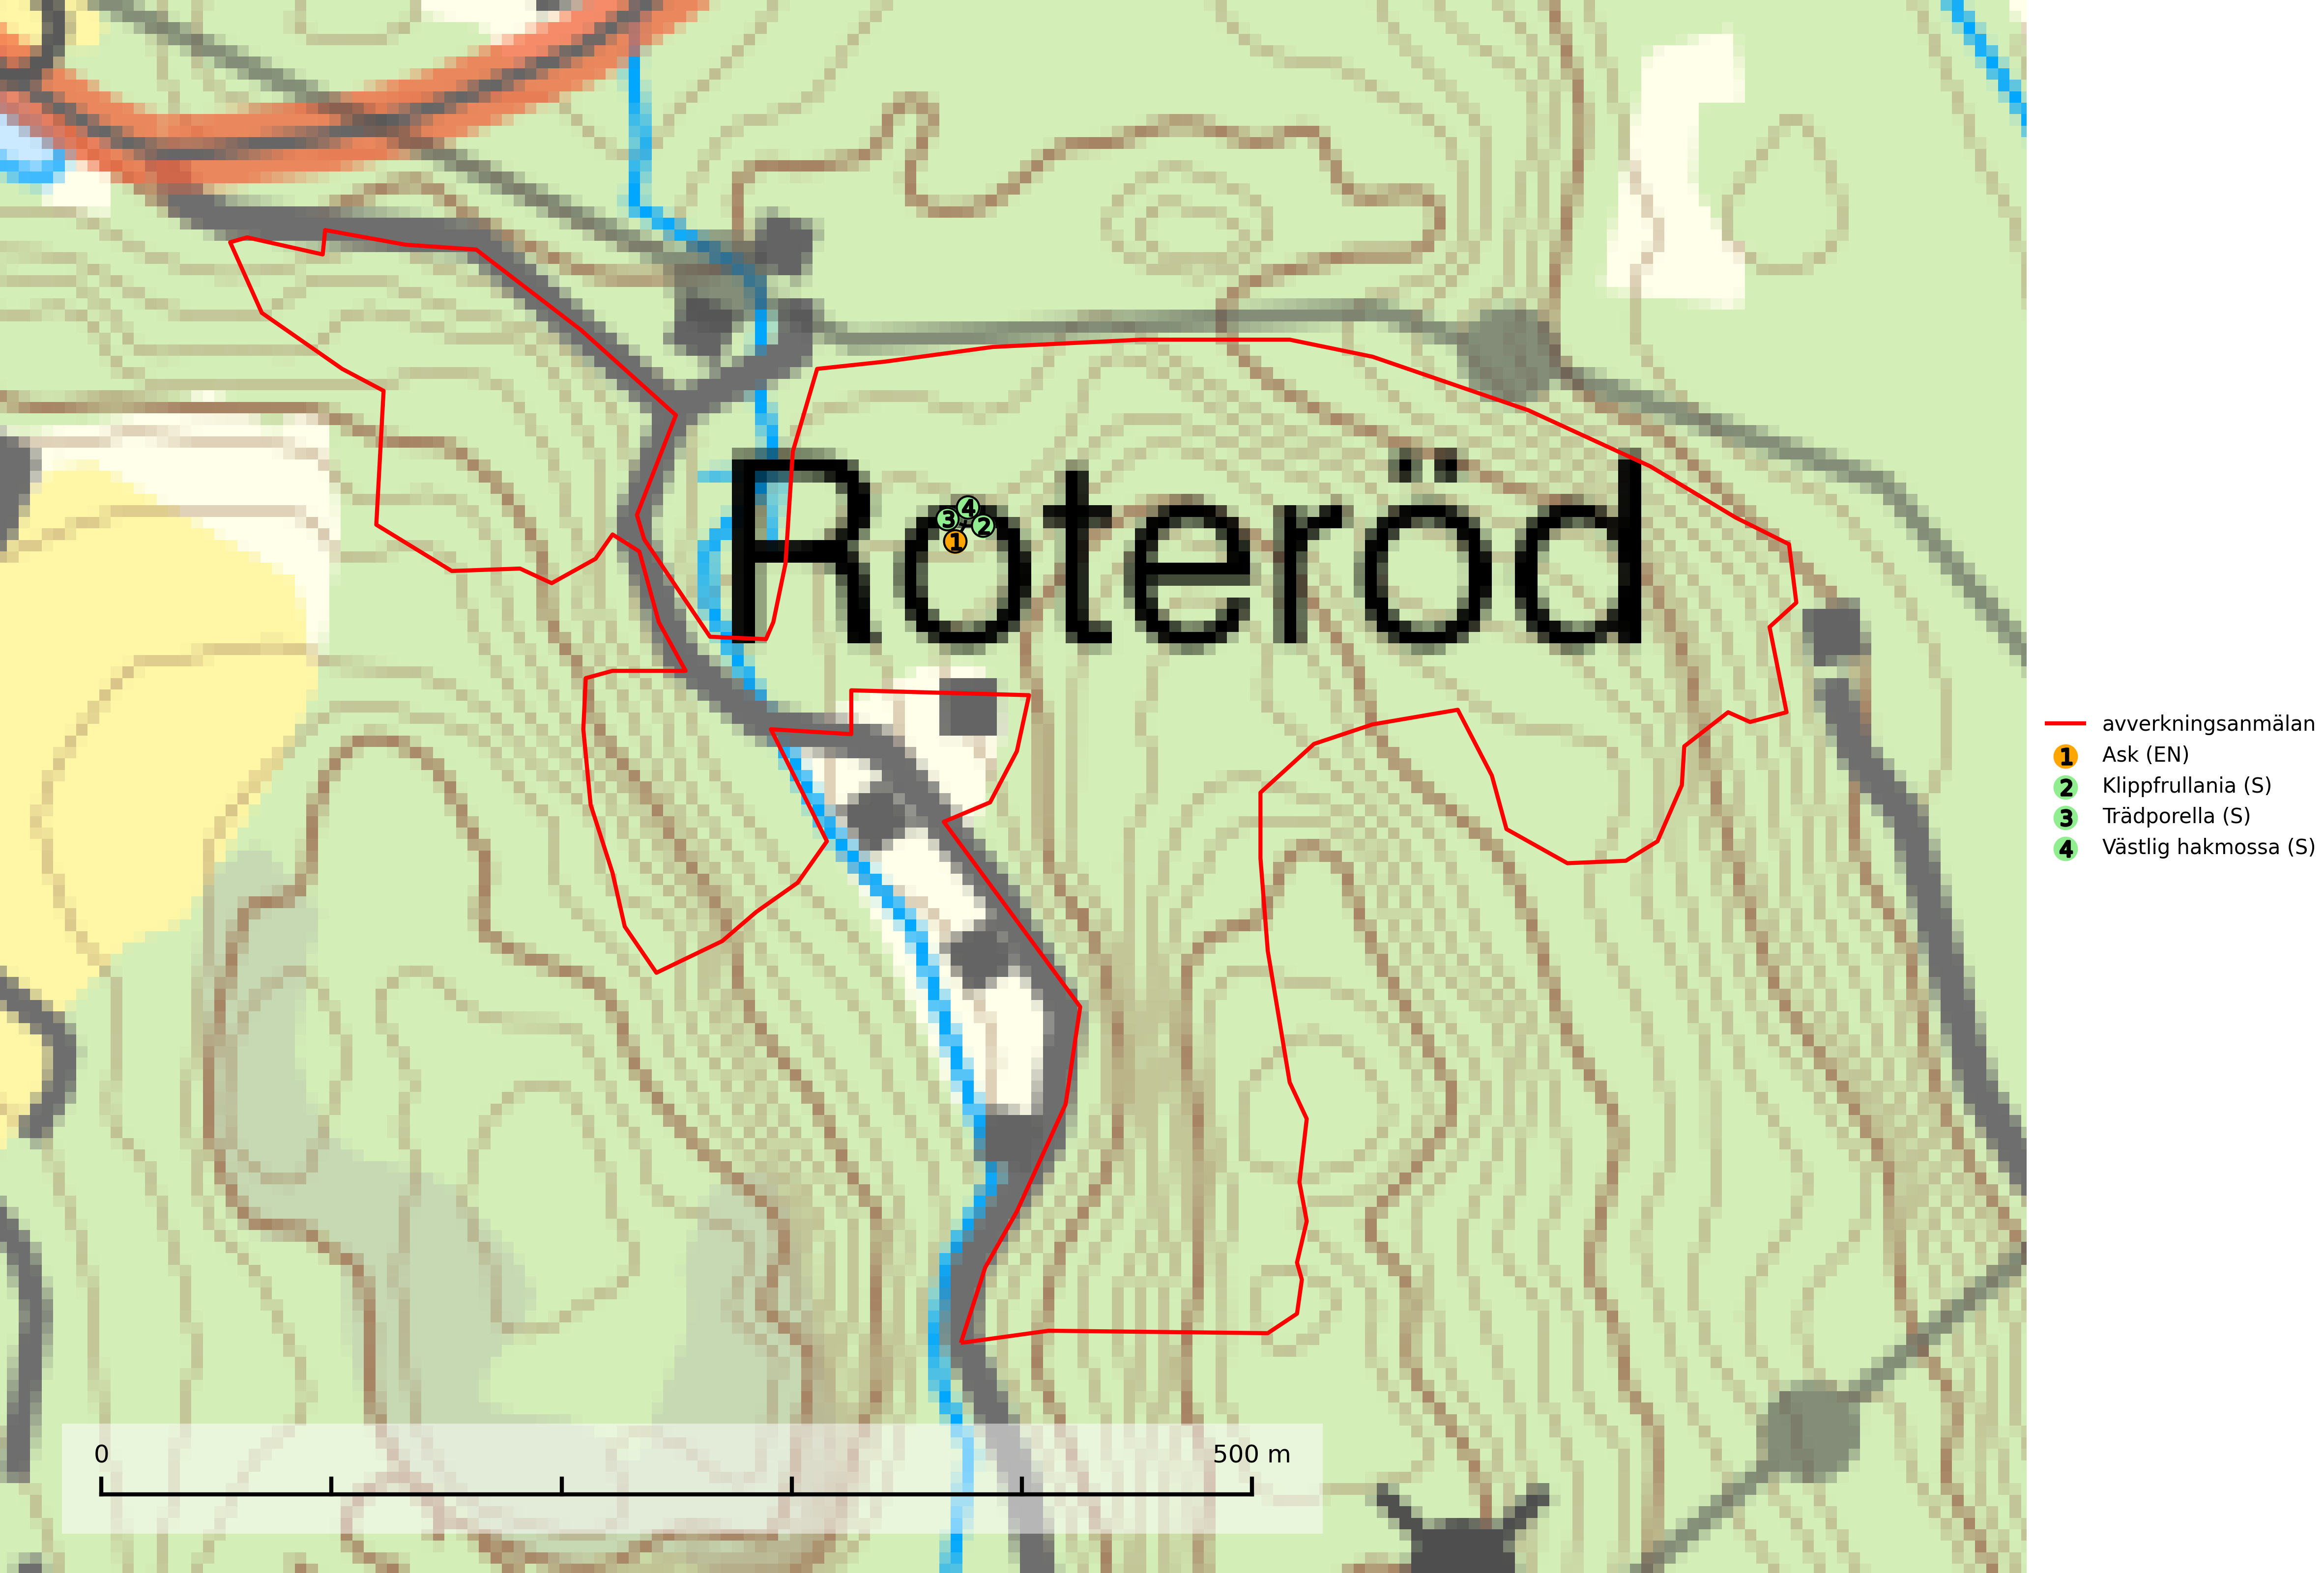 Roteröd
4
3
2
1
avverkningsanmälan
1 Ask (EN)
2 Klippfrullania (S)
3 Trädporella (S)
4 Västlig hakmossa (S)
0 500 m